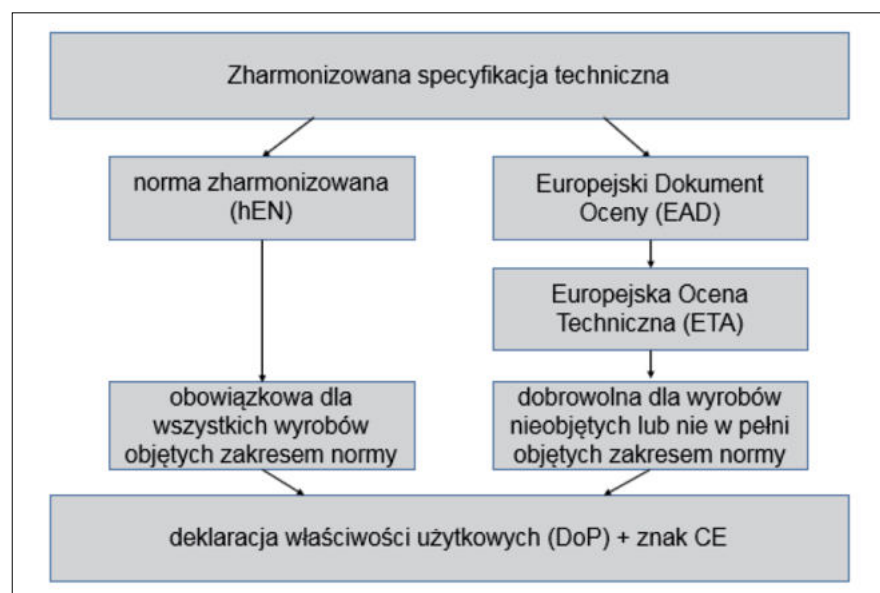 Zharmonizowana specyfikacja techniczna
norma zharmonizowana
(hEN)
Europejski Dokument
Oceny (EAD)
Europejska Ocena
Techniczna (ETA)
obowiązkowa dla
wszystkich wyrobów
objętych zakresem normy
dobrowolna dla wyrobów
nieobjętych lub nie w pełni
objętych zakresem normy
deklaracja właściwości użytkowych (DoP) + znak CE